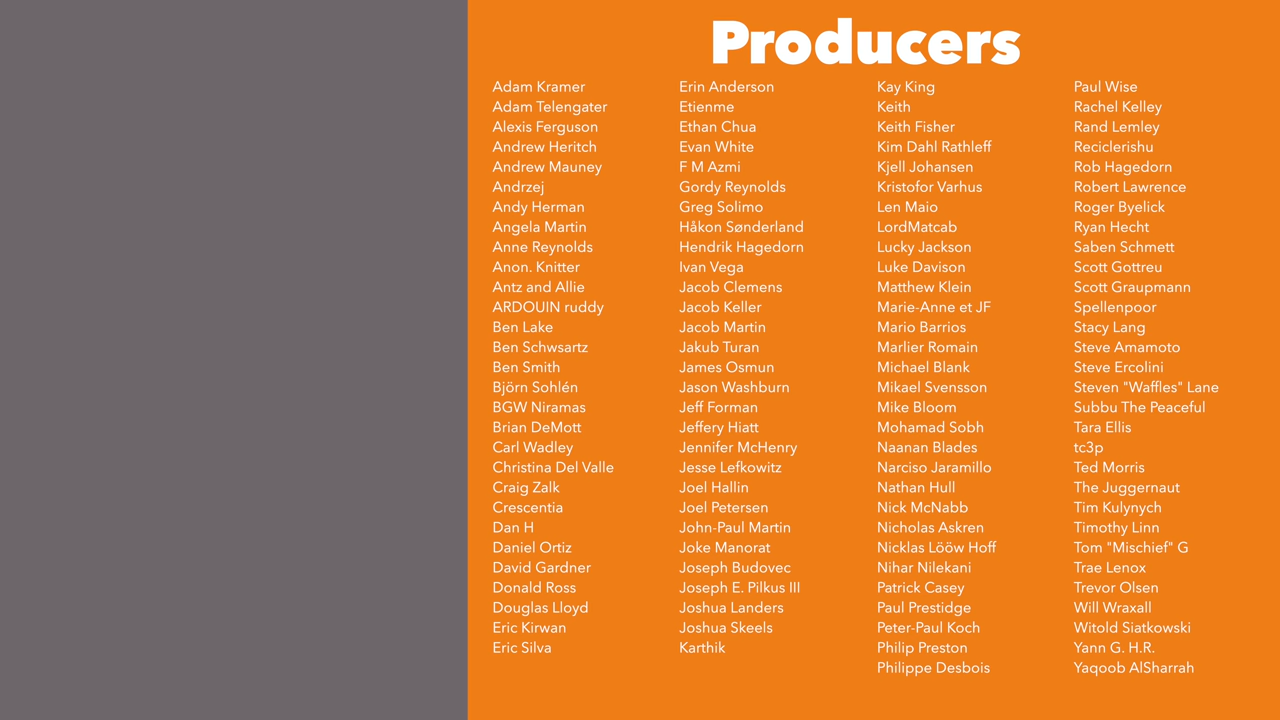 Producers
Adam Kramer
Adam Telengater
Alexis Ferguson
Andrew Heritch
Andrew Mauney
Andrzej
Andy Herman
Angela Martin
Anne Reynolds
Anon. Knitter
Antz and Allie
ARDOUIN ruddy
Ben Lake
Ben Schwsartz
Ben Smith
Björn Sohlén
BGW Niramas
Brian DeMott
Carl Wadley
Christina Del Valle
Craig Zalk
Crescentia
Dan H
Daniel Ortiz
David Gardner
Donald Ross
Douglas Lloyd
Eric Kirwan
Eric Silva
Erin Anderson
Etienme
Ethan Chua
Evan White
F M Azmi
Gordy Reynolds
Greg Solimo
Håkon Sønderland
Hendrik Hagedorn
Ivan Vega
Jacob Clemens
Jacob Keller
Jacob Martin
Jakub Turan
James Osmun
Jason Washburn
Jeff Forman
Jeffery Hiatt
Jennifer McHenry
Jesse Lefkowitz
Joel Hallin
Joel Petersen
John-Paul Martin
Joke Manorat
Joseph Budovec
Joseph E. Pilkus III
Joshua Landers
Joshua Skeels
Karthik
Kay King
Keith
Keith Fisher
Kim Dahl Rathleff
Kjell Johansen
Kristofor Varhus
Len Maio
LordMatcab
Lucky Jackson
Luke Davison
Matthew Klein
Marie-Anne et JF
Mario Barrios
Marlier Romain
Michael Blank
Mikael Svensson
Mike Bloom
Mohamad Sobh
Naanan Blades
Narciso Jaramillo
Nathan Hull
Nick McNabb
Nicholas Askren
Nicklas Lööw Hoff
Nihar Nilekani
Patrick Casey
Paul Prestidge
Peter-Paul Koch
Philip Preston
Philippe Desbois
Paul Wise
Rachel Kelley
Rand Lemley
Reciclerishu
Rob Hagedorn
Robert Lawrence
Roger Byelick
Ryan Hecht
Saben Schmett
Scott Gottreu
Scott Graupmann
Spellenpoor
Stacy Lang
Steve Amamoto
Steve Ercolini
Steven "Waffles" Lane
Subbu The Peaceful
Tara Ellis
tc3p
Ted Morris
The Juggernaut
Tim Kulynych
Timothy Linn
Tom "Mischief" G
Trae Lenox
Trevor Olsen
Will Wraxall
Witold Siatkowski
Yann G. H.R.
Yaqoob AlSharrah